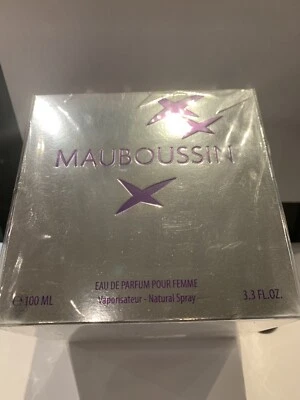 MAUBOUSSIN
EAU DE PARFUM POUR FEMME
Vaporisateur - Natural Spray
℮ 100 ML
3.3 FL.OZ.